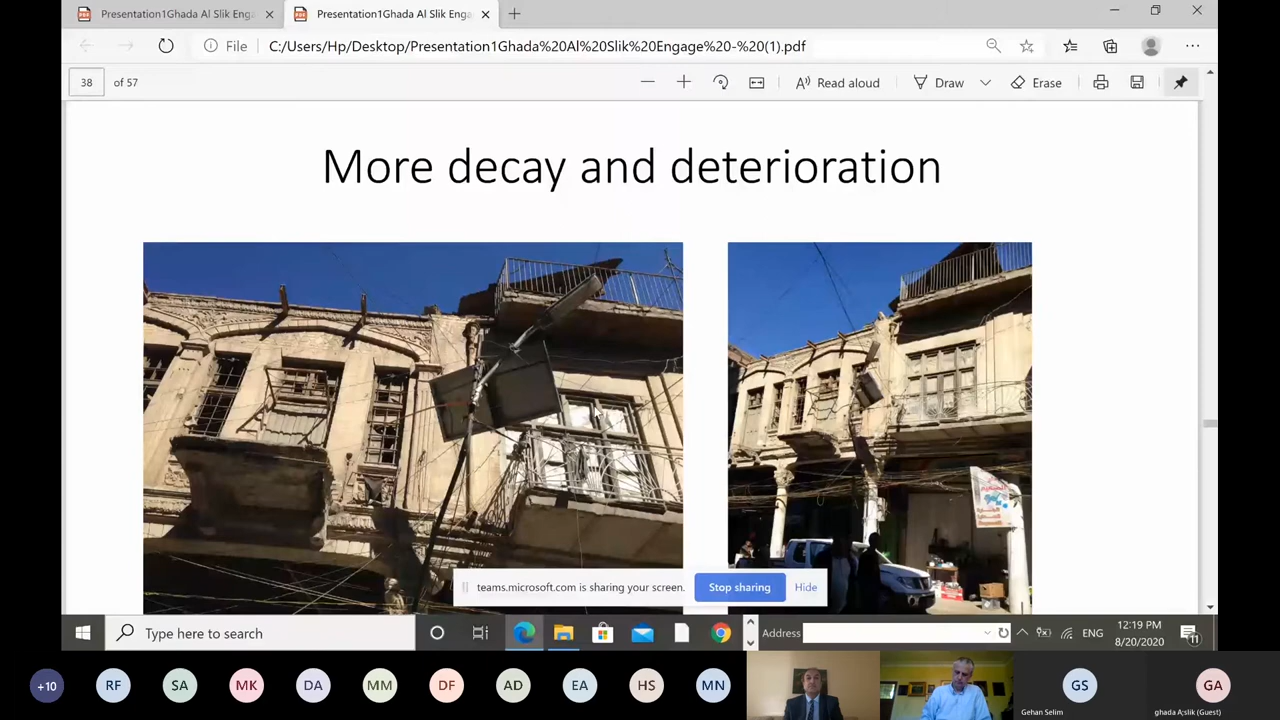 Presentation1Ghada Al Slik Enga
Presentation1Ghada Al Slik Enga
File
C:/Users/Hp/Desktop/Presentation1Ghada%20Al%20Slik%20Engage%20-%20(1).pdf
38 of 57
Read aloud
Draw
Erase
More decay and deterioration
teams.microsoft.com is sharing your screen.
Stop sharing
Hide
Type here to search
Address
ENG
12:19 PM
8/20/2020
11
+10
RF
SA
MK
DA
MM
DF
AD
EA
HS
MN
GS
GA
Gehan Selim
ghada A;slik (Guest)